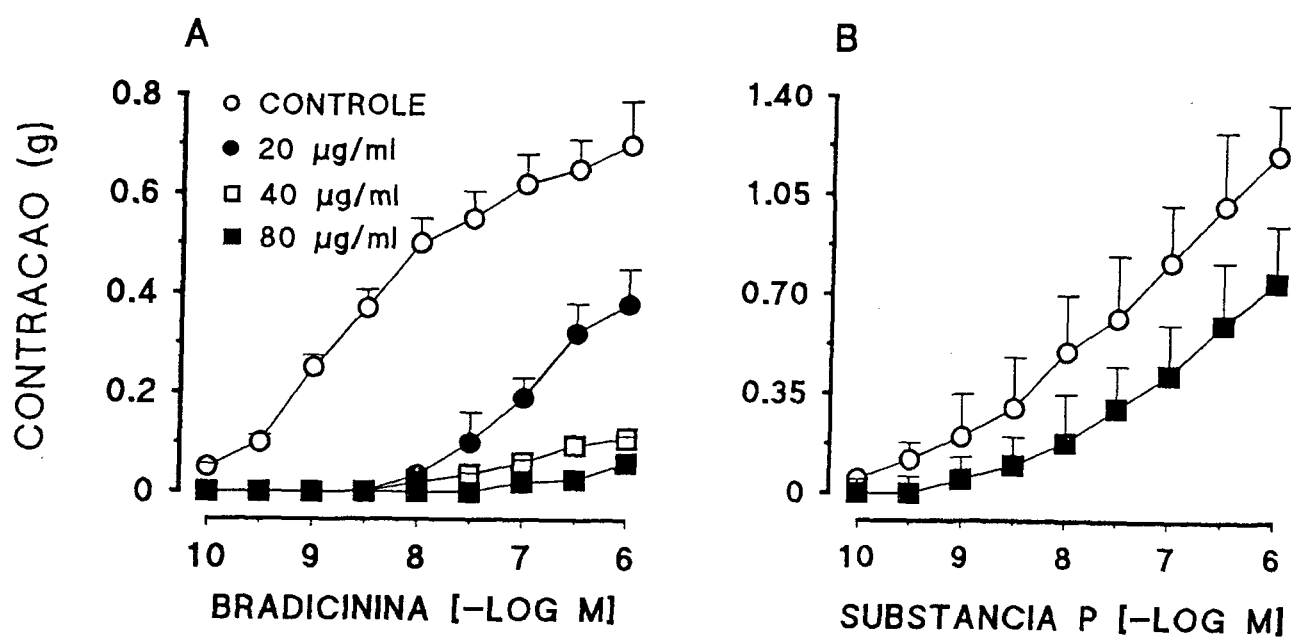 A
CONTRACAO (g)
0.8
0.6
0.4
0.2
0
CONTROLE
20 µg/ml
40 µg/ml
80 µg/ml
10 9 8 7 6
BRADICININA [-LOG M]
B
1.40
1.05
0.70
0.35
0
10 9 8 7 6
SUBSTANCIA P [-LOG M]